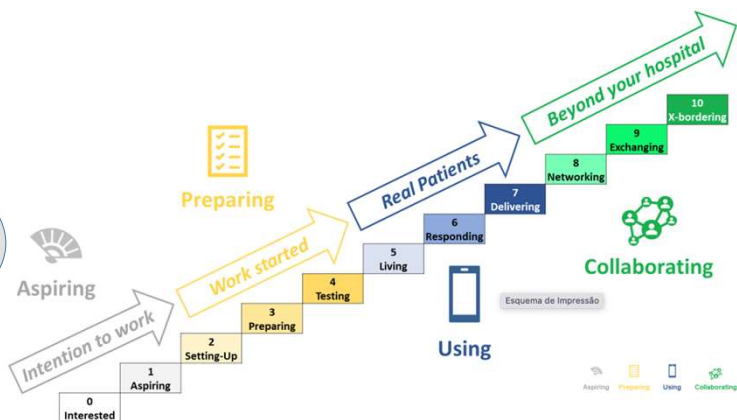 Beyond your hospital
10
X-bordering
9
Exchanging
8
Networking
Real Patients
7
Delivering
Preparing
6
Responding
Work started
5
Living
Collaborating
Aspiring
4
Testing
Esquema de Impressão
3
Preparing
Intention to work
2
Setting-Up
Using
1
Aspiring
Aspiring Preparing Using Collaborating
0
Interested